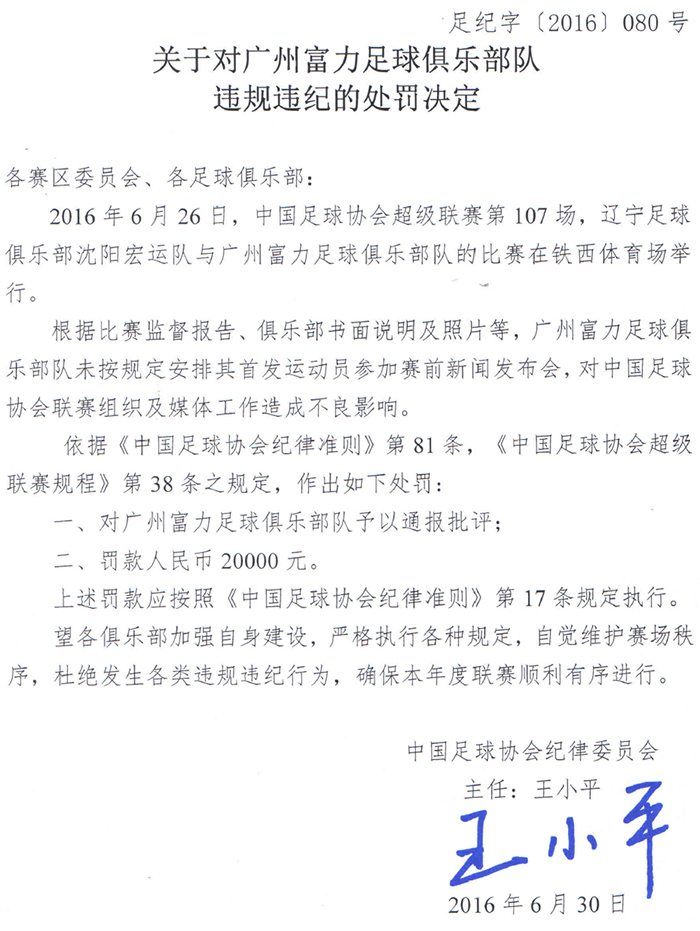 足纪字〔2016〕080 号
关于对广州富力足球俱乐部队
违规违纪的处罚决定
各赛区委员会、各足球俱乐部：
2016 年 6 月 26 日，中国足球协会超级联赛第 107 场，辽宁足球
俱乐部沈阳宏运队与广州富力足球俱乐部队的比赛在铁西体育场举
行。
根据比赛监督报告、俱乐部书面说明及照片等，广州富力足球俱
乐部队未按规定安排其首发运动员参加赛前新闻发布会，对中国足球
协会联赛组织及媒体工作造成不良影响。
依据《中国足球协会纪律准则》第 81 条，《中国足球协会超级
联赛规程》第 38 条之规定，作出如下处罚：
一、对广州富力足球俱乐部队予以通报批评；
二、罚款人民币 20000 元。
上述罚款应按照《中国足球协会纪律准则》第 17 条规定执行。
望各俱乐部加强自身建设，严格执行各种规定，自觉维护赛场秩
序，杜绝发生各类违规违纪行为，确保本年度联赛顺利有序进行。
中国足球协会纪律委员会
主任：王小平
王小平
2016 年 6 月 30 日